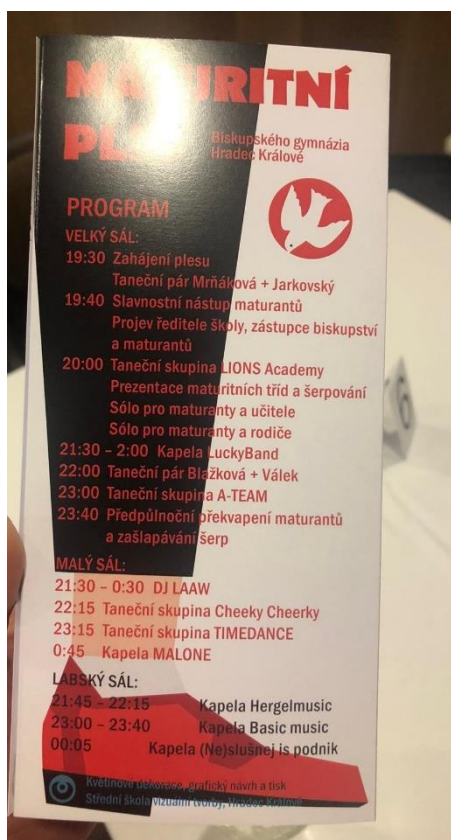 MATURITNÍ
PLES
Biskupského gymnázia
Hradec Králové
PROGRAM
VELKÝ SÁL:
19:30 Zahájení plesu
Taneční pár Mrňáková + Jarkovský
19:40 Slavnostní nástup maturantů
Projev ředitele školy, zástupce biskupství
a maturantů
20:00 Taneční skupina LIONS Academy
Prezentace maturitních tříd a šerpování
Sólo pro maturanty a učitele
Sólo pro maturanty a rodiče
21:30 – 2:00 Kapela LuckyBand
22:00 Taneční pár Blažková + Válek
23:00 Taneční skupina A-TEAM
23:40 Předpůlnoční překvapení maturantů
a zašlapávání šerp
MALÝ SÁL:
21:30 – 0:30 DJ LAAW
22:15 Taneční skupina Cheeky Cheerky
23:15 Taneční skupina TIMEDANCE
0:45 Kapela MALONE
LABSKÝ SÁL:
21:45 – 22:15 Kapela Hergelmusic
23:00 – 23:40 Kapela Basic music
00:05 Kapela (Ne)slušnej is podnik
Květinové dekorace, grafický návrh a tisk
Střední škola vizuální tvorby, Hradec Králové
6